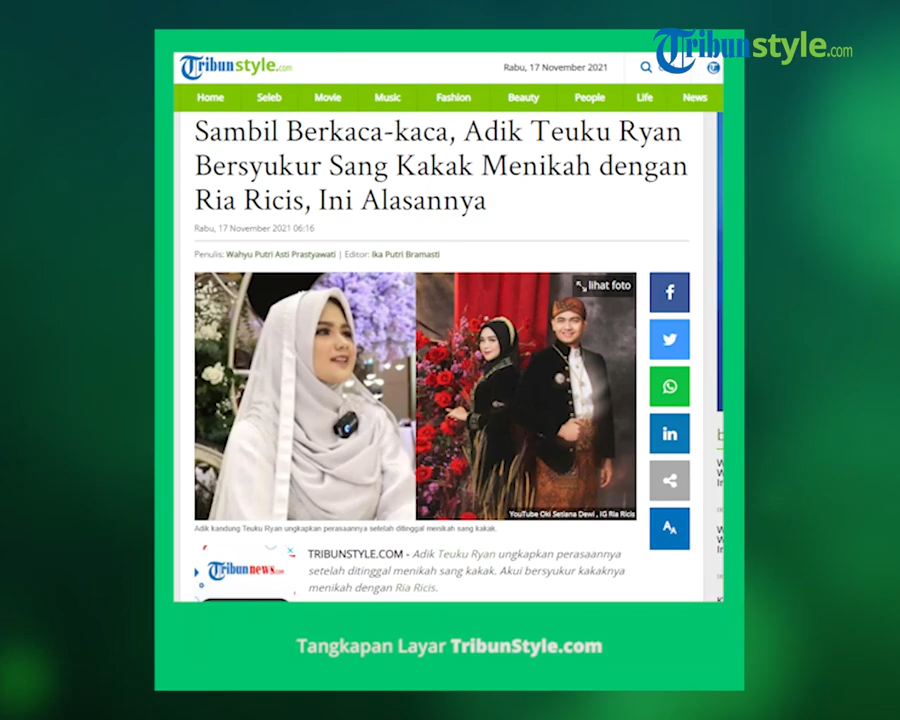 Tribunstyle.com
Tribunstyle.com
Rabu, 17 November 2021
Home Seleb Movie Music Fashion Beauty People Life News
Sambil Berkaca-kaca, Adik Teuku Ryan
Bersyukur Sang Kakak Menikah dengan
Ria Ricis, Ini Alasannya
Rabu, 17 November 2021 06:16
Penulis: Wahyu Putri Asti Prastyawati | Editor: Ika Putri Bramasti
lihat foto
YouTube Oki Setiana Dewi , IG Ria Ricis
Adik kandung Teuku Ryan ungkapkan perasaannya setelah ditinggal menikah sang kakak.
Tribunnews.com
TRIBUNSTYLE.COM - Adik Teuku Ryan ungkapkan perasaannya
setelah ditinggal menikah sang kakak. Akui bersyukur kakaknya
menikah dengan Ria Ricis.
Tangkapan Layar TribunStyle.com